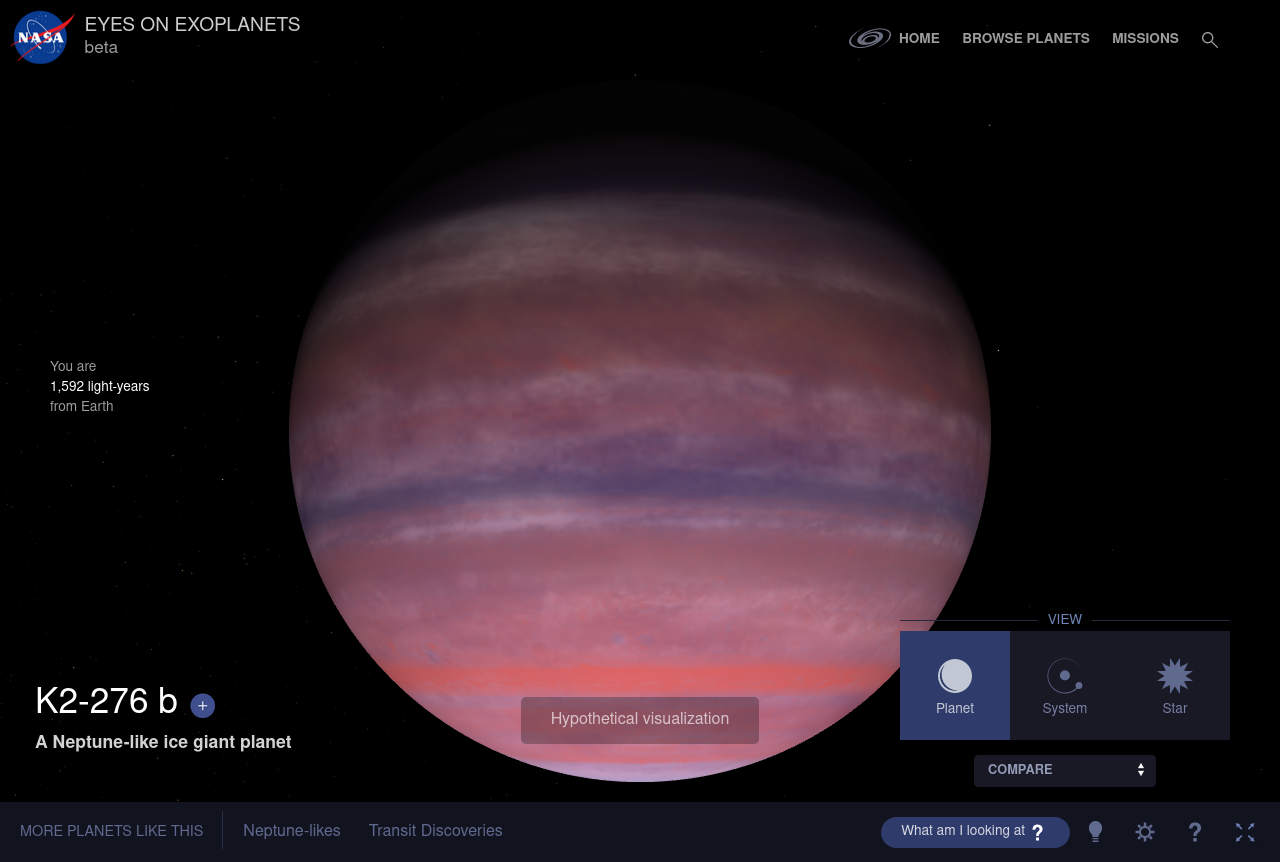 NASA
EYES ON EXOPLANETS
beta
HOME
BROWSE PLANETS
MISSIONS
You are
1,592 light-years
from Earth
K2-276 b
+
A Neptune-like ice giant planet
Hypothetical visualization
VIEW
Planet
System
Star
COMPARE
MORE PLANETS LIKE THIS
Neptune-likes
Transit Discoveries
What am I looking at ?
?